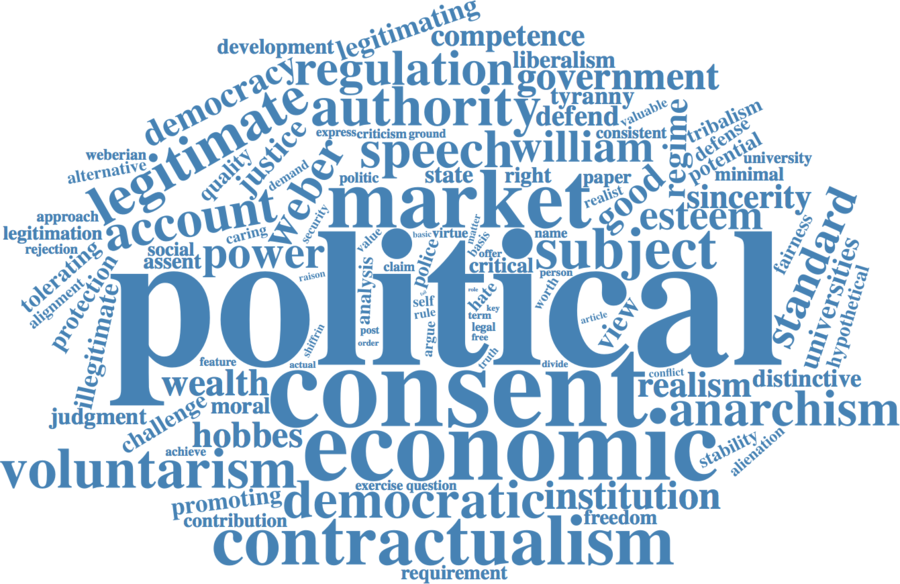 legitimating
development
competence
liberalism
democracy
regulation
government
tyranny
legitimate
authority
defend
valuable
express
criticism
ground
consistent
tribalism
defense
regime
potential
weberian
alternative
quality
justice
weber
speech
william
university
demand
politic
state
right
paper
minimal
approach
account
security
market
realist
good
sincerity
legitimation
caring
value
basic
virtue
matter
name
esteem
rejection
social
assent
power
subject
fairness
standard
tolerating
alignment
protection
raison
analysis
claim
police
basis
offer
critical
person
worth
universities
hypothetical
political
illegitimate
self
rule
hate
role
key
term
legal
free
article
view
argue
post
order
shiffrin
truth
feature
actual
divide
conflict
wealth
consent
realism
distinctive
judgment
challenge
moral
anarchism
hobbes
economic
stability
alienation
achieve
voluntarism
exercise
question
promoting
democratic
institution
contribution
freedom
contractualism
requirement